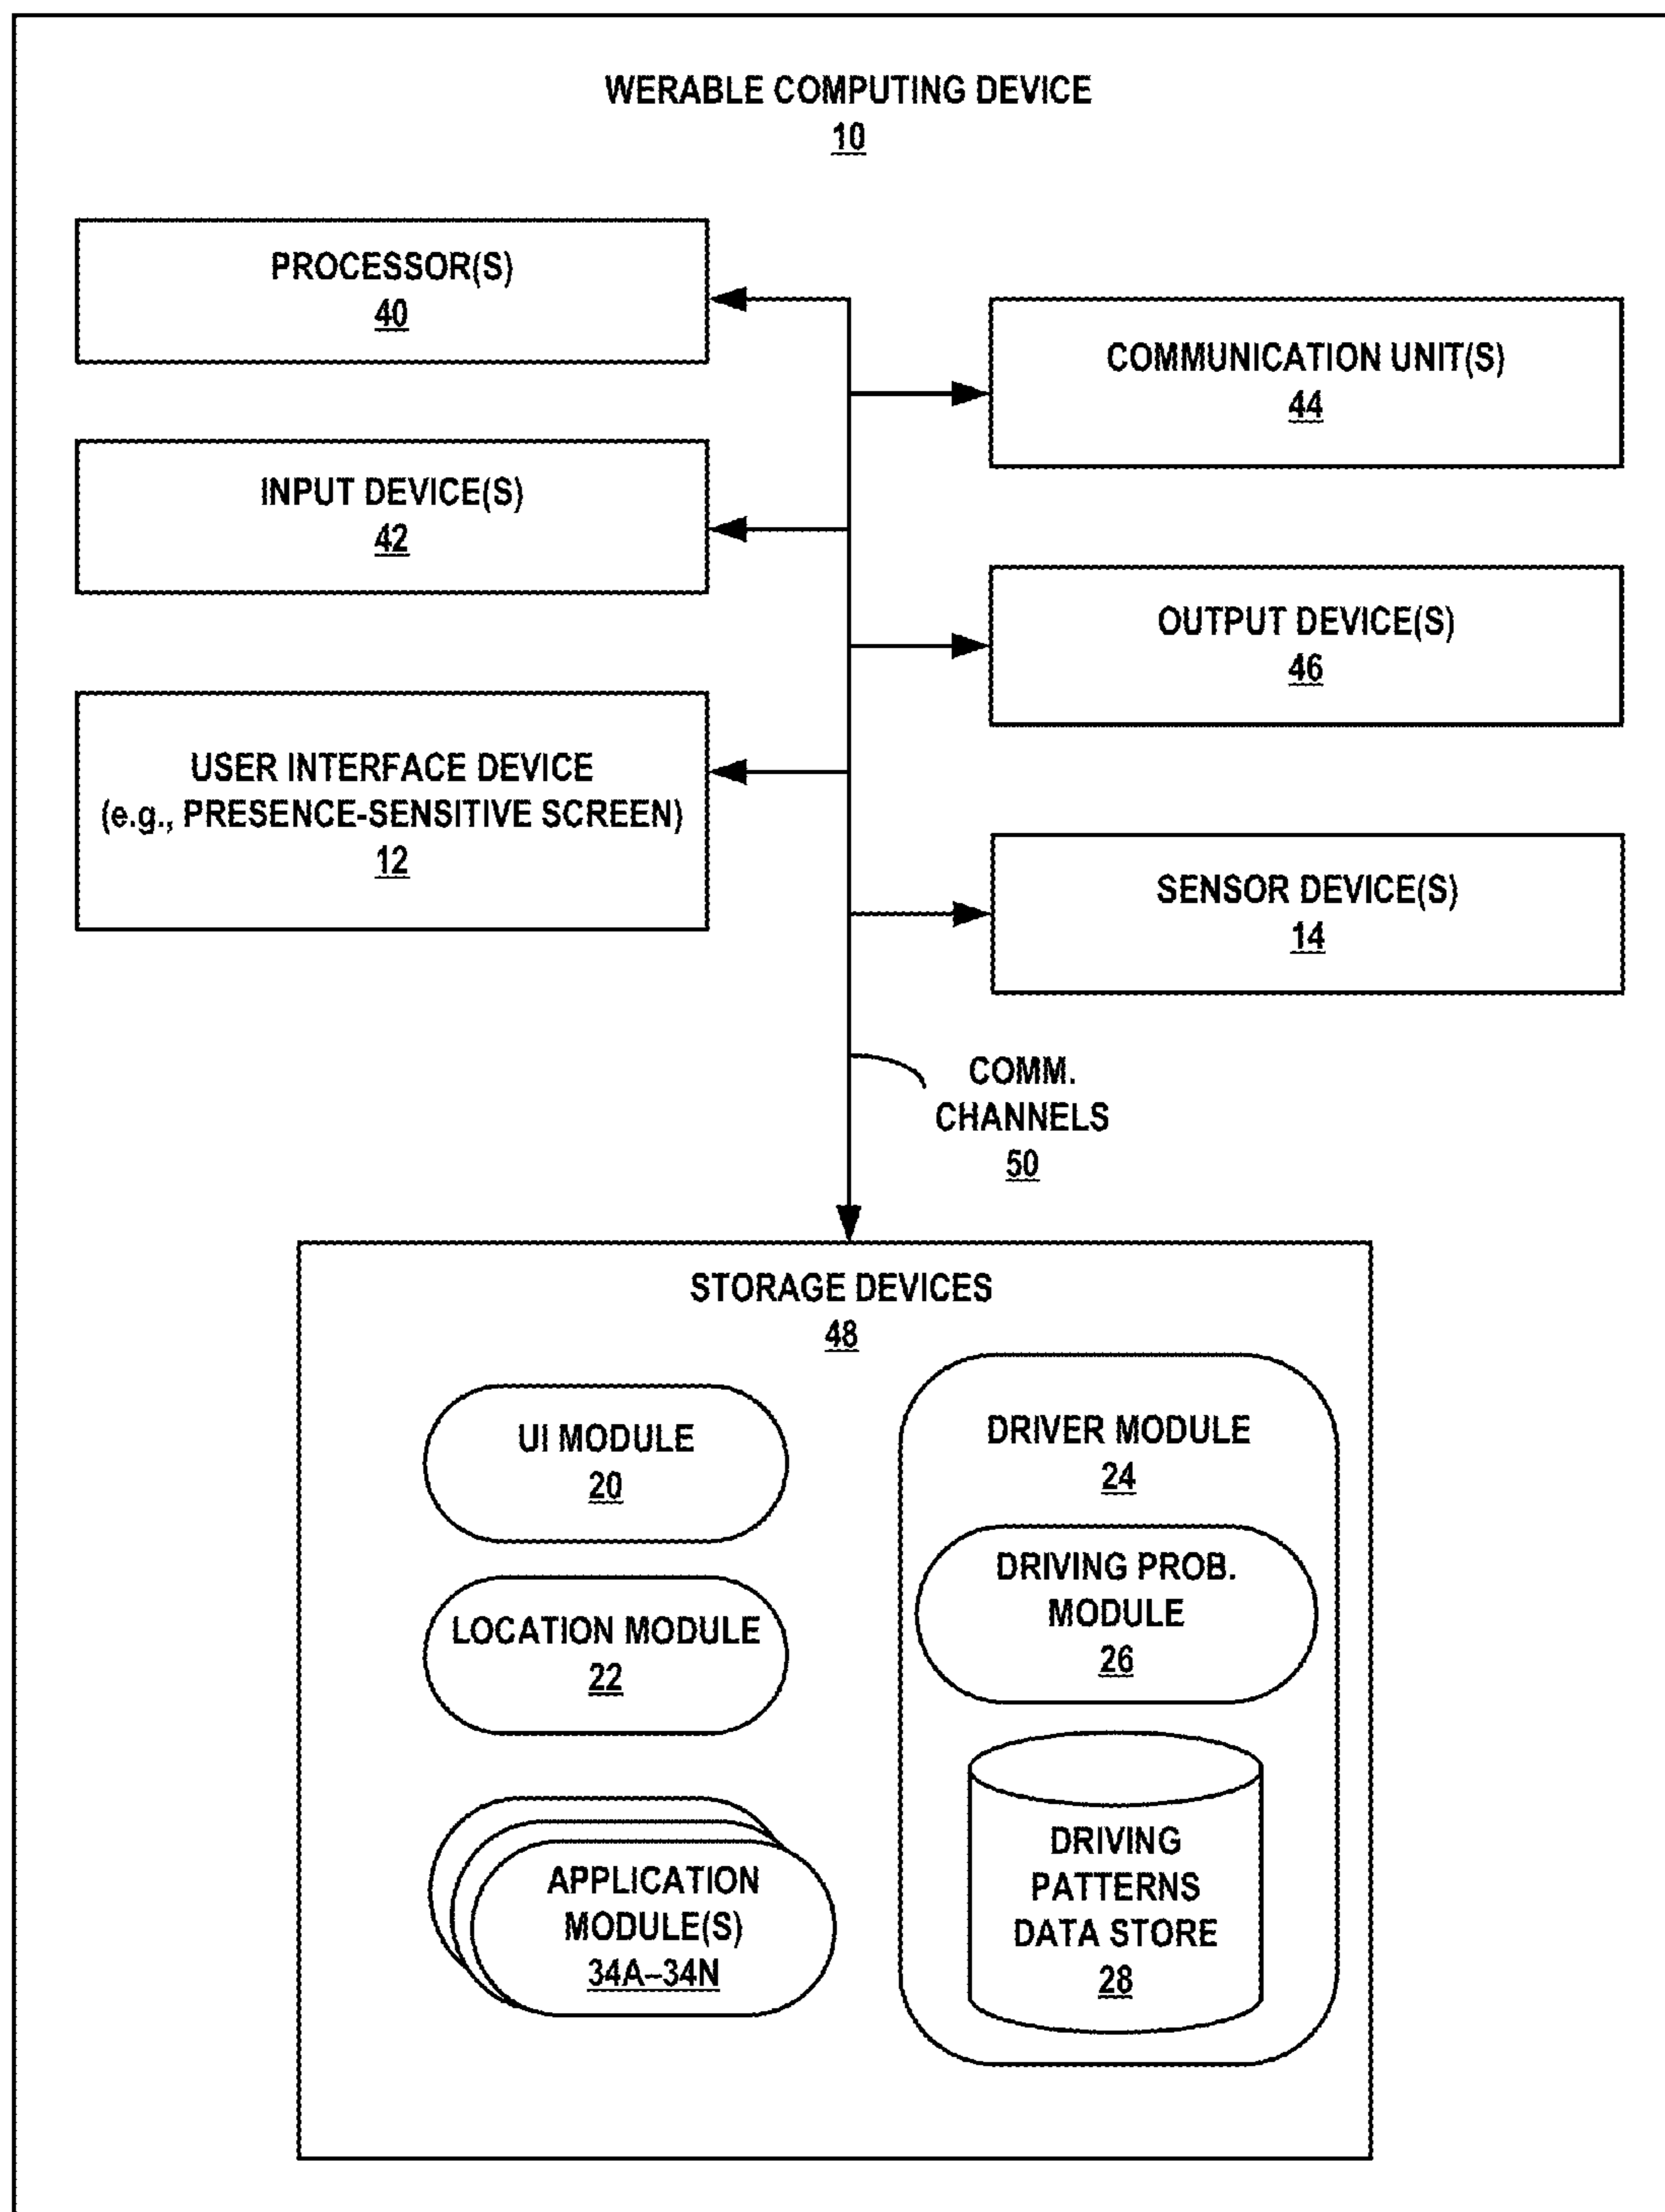 WERABLE COMPUTING DEVICE
10
PROCESSOR(S)
40
COMMUNICATION UNIT(S)
44
INPUT DEVICE(S)
42
OUTPUT DEVICE(S)
46
USER INTERFACE DEVICE
(e.g., PRESENCE-SENSITIVE SCREEN)
12
SENSOR DEVICE(S)
14
COMM.
CHANNELS
50
STORAGE DEVICES
48
UI MODULE
20
LOCATION MODULE
22
APPLICATION
MODULE(S)
34A–34N
DRIVER MODULE
24
DRIVING PROB.
MODULE
26
DRIVING
PATTERNS
DATA STORE
28